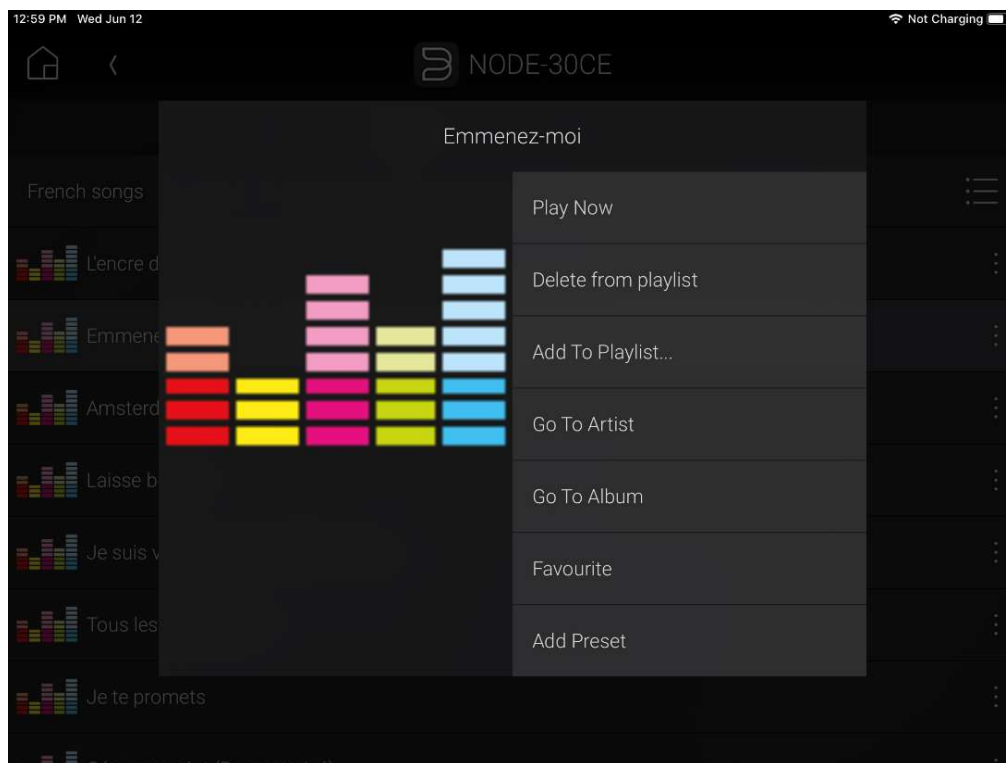 12:59 PM Wed Jun 12
Not Charging
NODE-30CE
Emmenez-moi
French songs
Play Now
L'encre d
Delete from playlist
Emmene
Add To Playlist...
Amsterd
Go To Artist
Laisse b
Go To Album
Je suis v
Favourite
Tous les
Add Preset
Je te promets